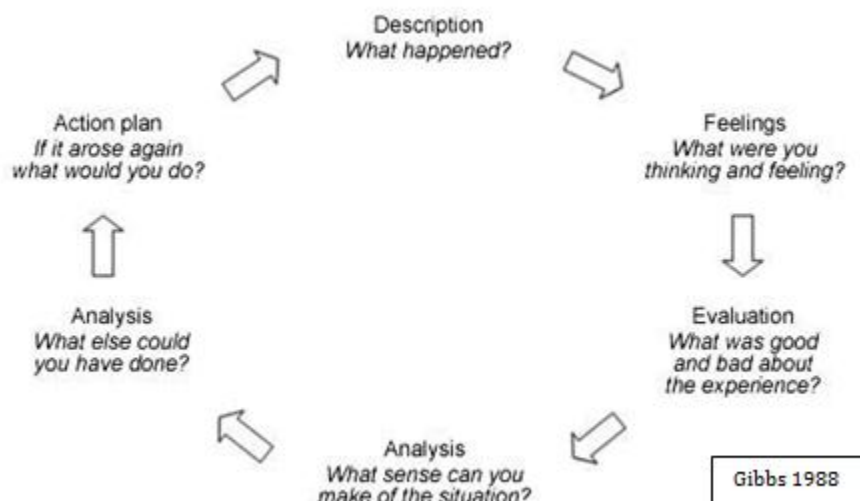 Description
What happened?
Feelings
What were you
thinking and feeling?
Evaluation
What was good
and bad about
the experience?
Analysis
What sense can you
make of the situation?
Analysis
What else could
you have done?
Action plan
If it arose again
what would you do?
Gibbs 1988